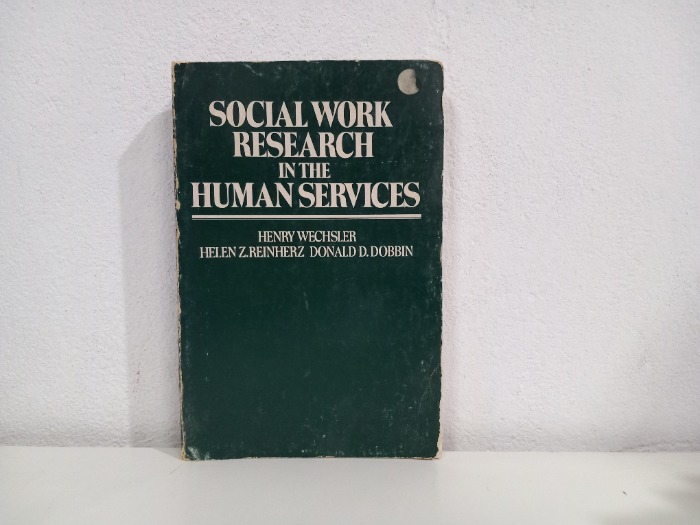 SOCIAL WORK
RESEARCH
IN THE
HUMAN SERVICES
HENRY WECHSLER
HELEN Z. REINHERZ DONALD D. DOBBIN